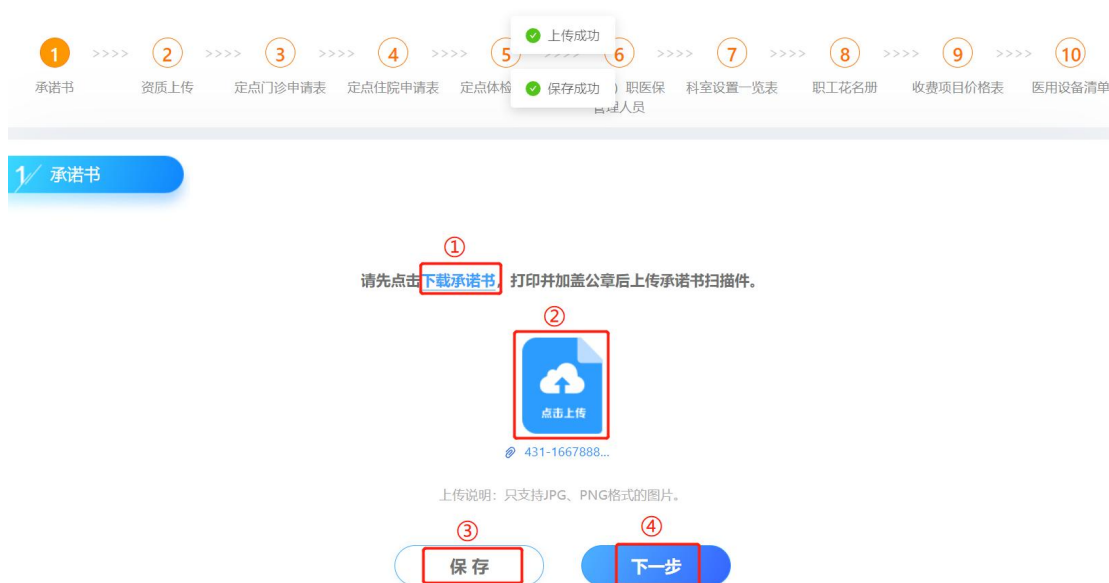 上传成功
1 >>>> 2 >>>> 3 >>>> 4 >>>> 5 >>>> 6 >>>> 7 >>>> 8 >>>> 9 >>>> 10
保存成功
承诺书 资质上传 定点门诊申请表 定点住院申请表 定点体检 ）职医保 科室设置一览表 职工花名册 收费项目价格表 医用设备清单
管理人员
1 承诺书
①
请先点击下载承诺书，打印并加盖公章后上传承诺书扫描件。
②
点击上传
431-1667888...
上传说明：只支持JPG、PNG格式的图片。
③ ④
保存 下一步